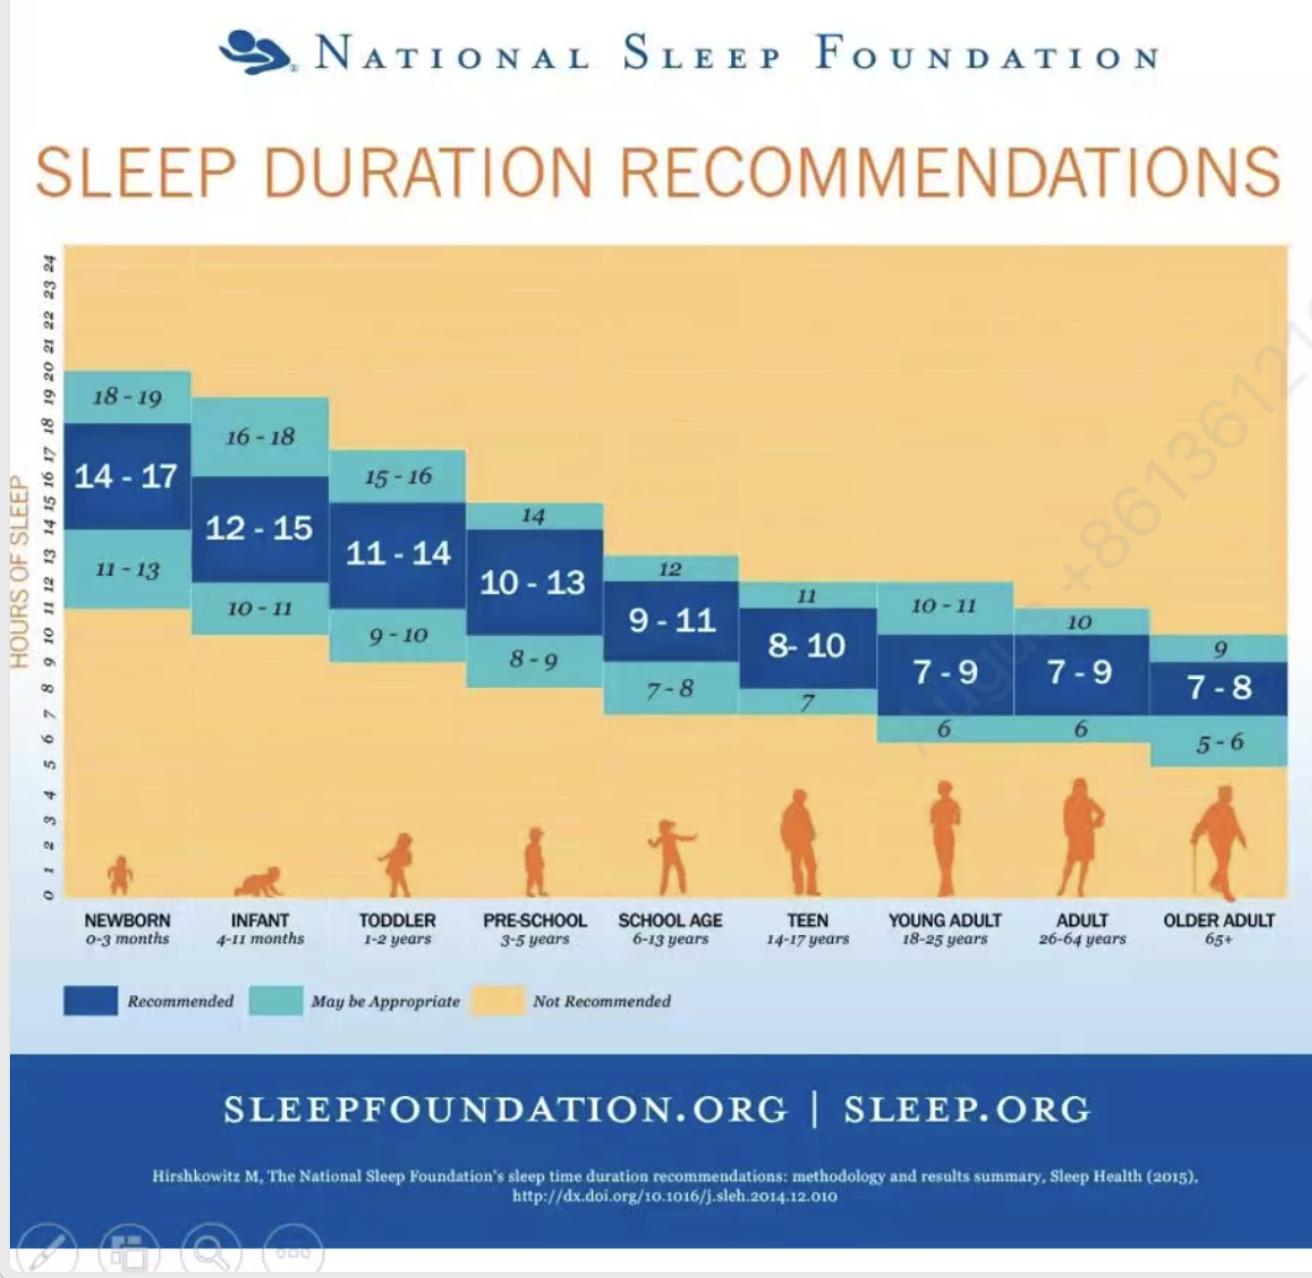 NATIONAL SLEEP FOUNDATION
SLEEP DURATION RECOMMENDATIONS
HOURS OF SLEEP
24
23
22
21
20
19
18
17
16
15
14
13
12
11
10
9
8
7
6
5
4
3
2
1
0
18 - 19
14 - 17
11 - 13
16 - 18
12 - 15
10 - 11
15 - 16
11 - 14
9 - 10
14
10 - 13
8 - 9
12
9 - 11
7 - 8
11
8- 10
7
10 - 11
7 - 9
6
10
7 - 9
6
9
7 - 8
5 - 6
NEWBORN
0-3 months
INFANT
4-11 months
TODDLER
1-2 years
PRE-SCHOOL
3-5 years
SCHOOL AGE
6-13 years
TEEN
14-17 years
YOUNG ADULT
18-25 years
ADULT
26-64 years
OLDER ADULT
65+
Recommended
May be Appropriate
Not Recommended
SLEEPFOUNDATION.ORG | SLEEP.ORG
Hirshkowitz M, The National Sleep Foundation's sleep time duration recommendations: methodology and results summary, Sleep Health (2015),
http://dx.doi.org/10.1016/j.sleh.2014.12.010